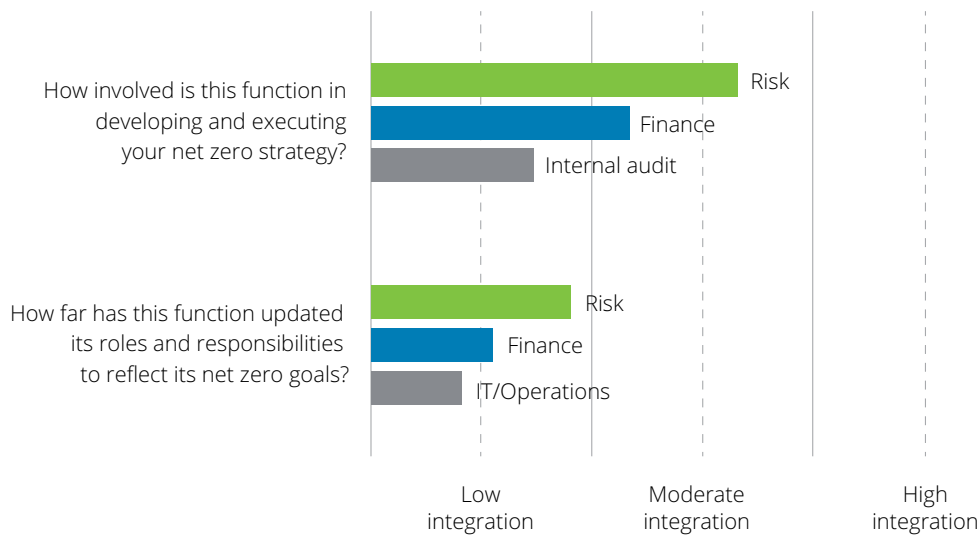 How involved is this function in
developing and executing
your net zero strategy?
Risk
Finance
Internal audit
How far has this function updated
its roles and responsibilities
to reflect its net zero goals?
Risk
Finance
IT/Operations
Low
integration
Moderate
integration
High
integration